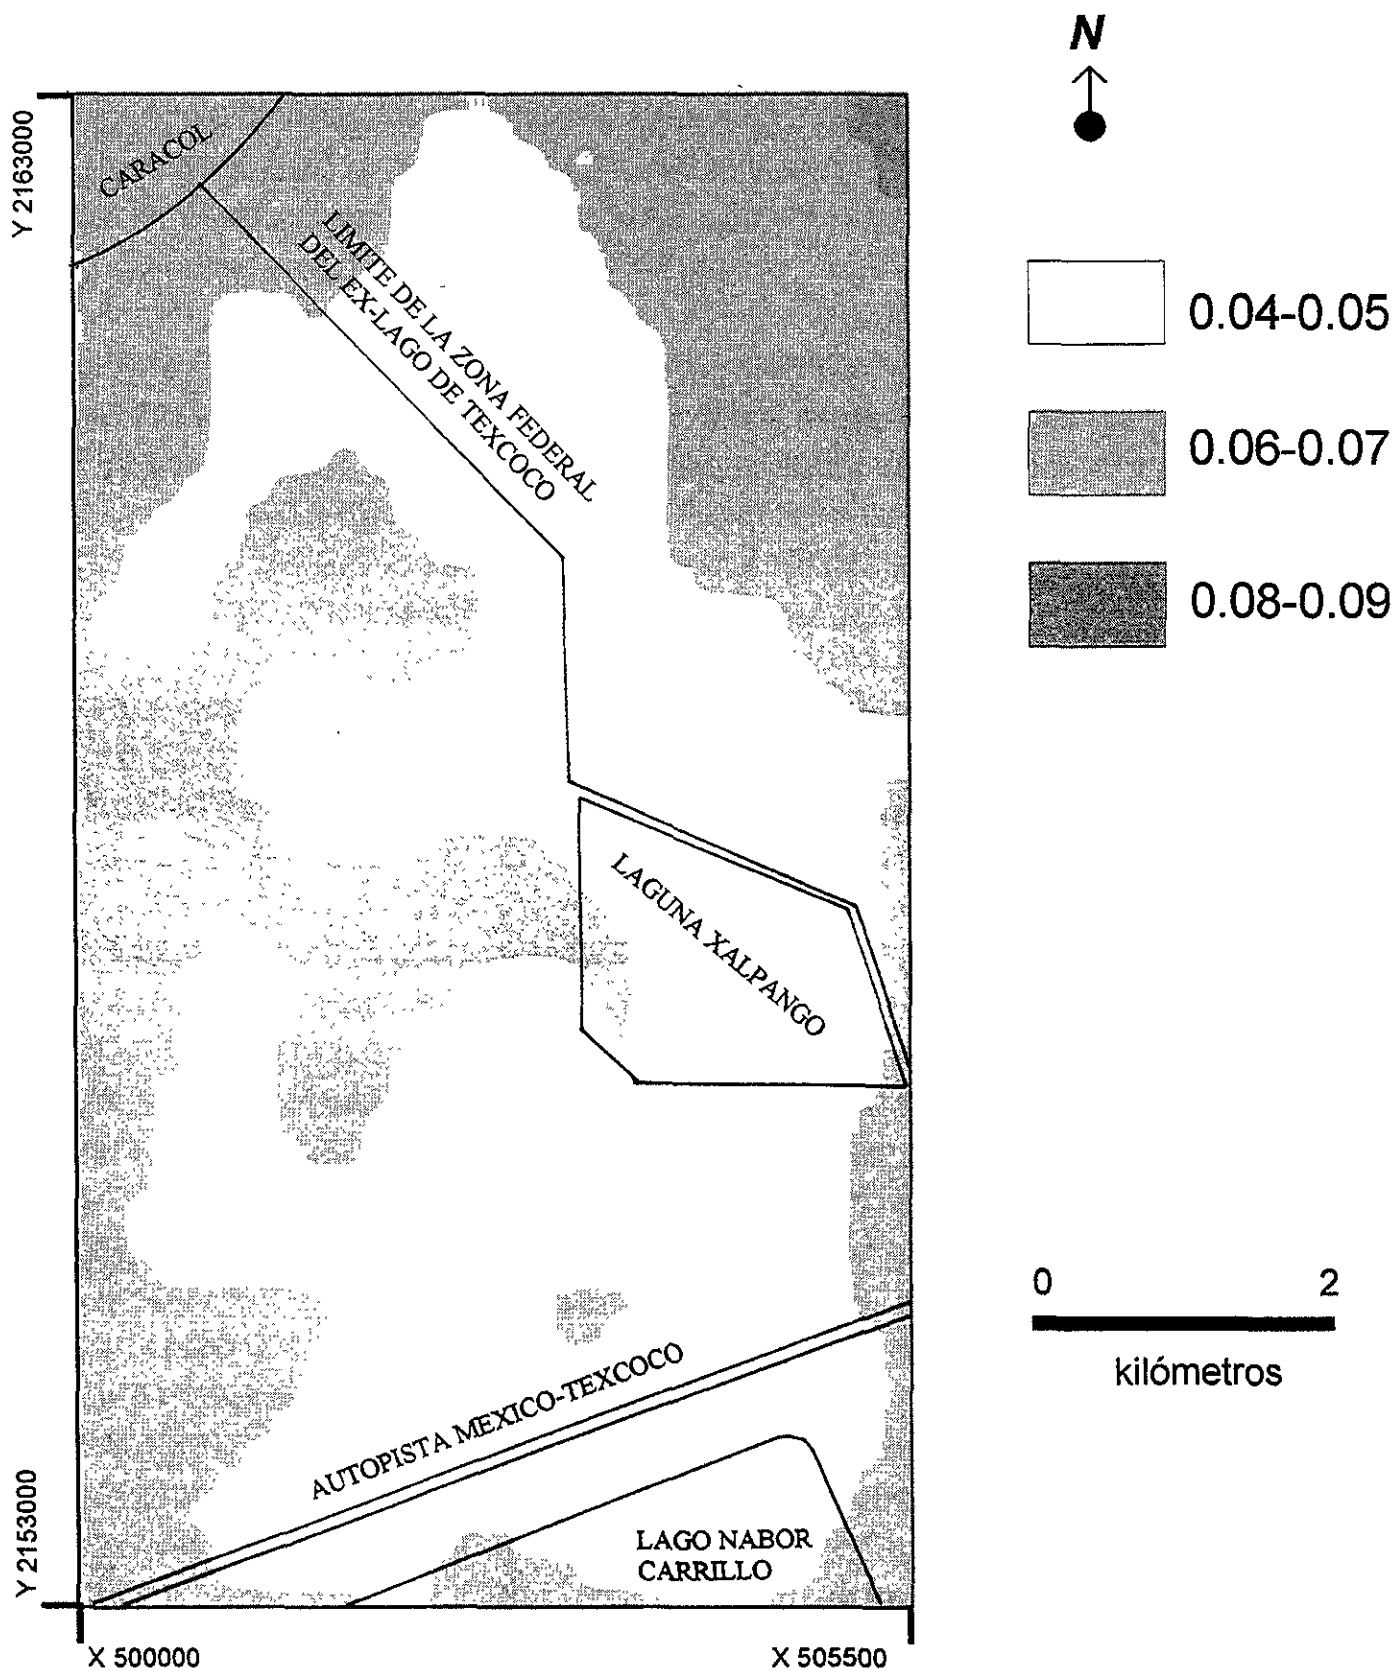 N
Y 2163000
CARACOL
LIMITE DE LA ZONA FEDERAL
DEL EX-LAGO DE TEXCOCO
0.04-0.05
0.06-0.07
0.08-0.09
LAGUNA XALPANGO
0 2
kilómetros
AUTOPISTA MEXICO-TEXCOCO
LAGO NABOR
CARRILLO
Y 2153000
X 500000
X 505500